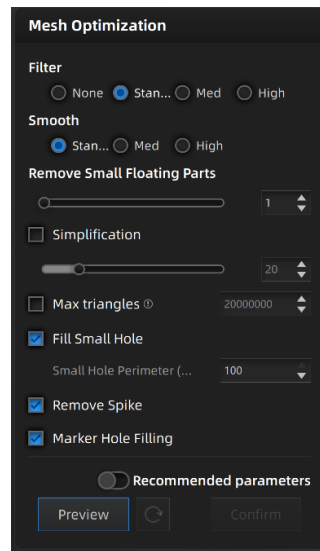 Mesh Optimization
Filter
None Stan... Med High
Smooth
Stan... Med High
Remove Small Floating Parts
1
Simplification
20
Max triangles 20000000
Fill Small Hole
Small Hole Perimeter (... 100
Remove Spike
Marker Hole Filling
Recommended parameters
Preview Confirm